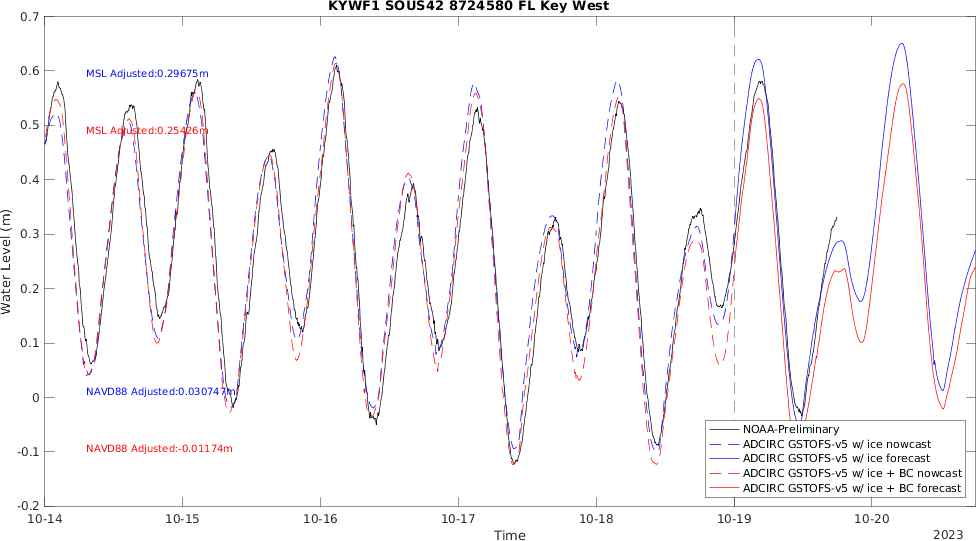 KYWF1 SOUS42 8724580 FL Key West
0.7
0.6
0.5
0.4
0.3
0.2
0.1
0
-0.1
-0.2
Water Level (m)
MSL Adjusted:0.29675m
MSL Adjusted:0.25426m
NAVD88 Adjusted:0.030747m
NAVD88 Adjusted:-0.01174m
NOAA-Preliminary
ADCIRC GSTOFS-v5 w/ ice nowcast
ADCIRC GSTOFS-v5 w/ ice forecast
ADCIRC GSTOFS-v5 w/ ice + BC nowcast
ADCIRC GSTOFS-v5 w/ ice + BC forecast
10-14 10-15 10-16 10-17 10-18 10-19 10-20
Time
2023